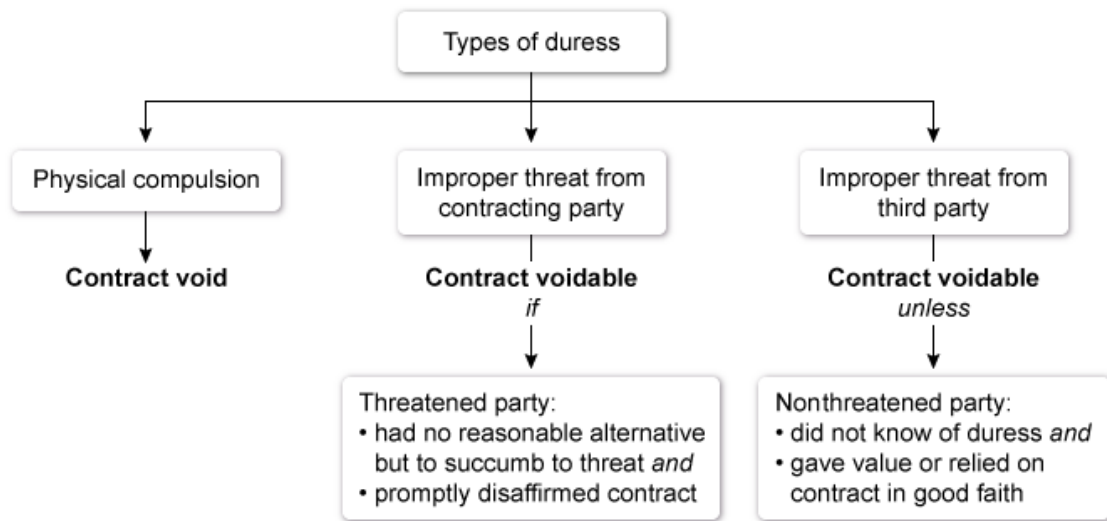 Types of duress
Physical compulsion
Contract void
Improper threat from
contracting party
Contract voidable
if
Threatened party:
• had no reasonable alternative
but to succumb to threat and
• promptly disaffirmed contract
Improper threat from
third party
Contract voidable
unless
Nonthreatened party:
• did not know of duress and
• gave value or relied on
contract in good faith